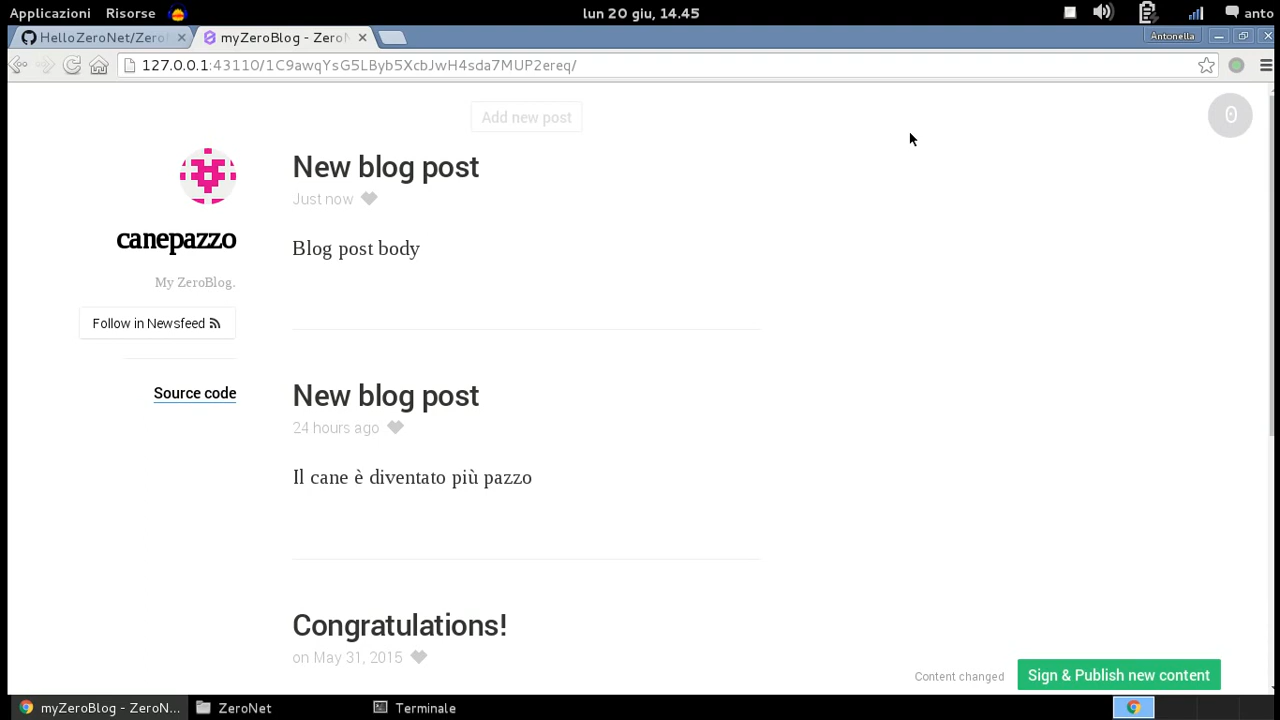 Applicazioni Risorse lun 20 giu, 14.45 anto
HelloZeroNet/Zero myZeroBlog - ZeroN Antonella
127.0.0.1:43110/1C9awqYsG5LByb5XcbJwH4sda7MUP2ereq/
Add new post
0
canepazzo
My ZeroBlog.
Follow in Newsfeed
Source code
New blog post
Just now
Blog post body
New blog post
24 hours ago
Il cane è diventato più pazzo
Congratulations!
on May 31, 2015
Content changed Sign & Publish new content
myZeroBlog - ZeroN... ZeroNet Terminale